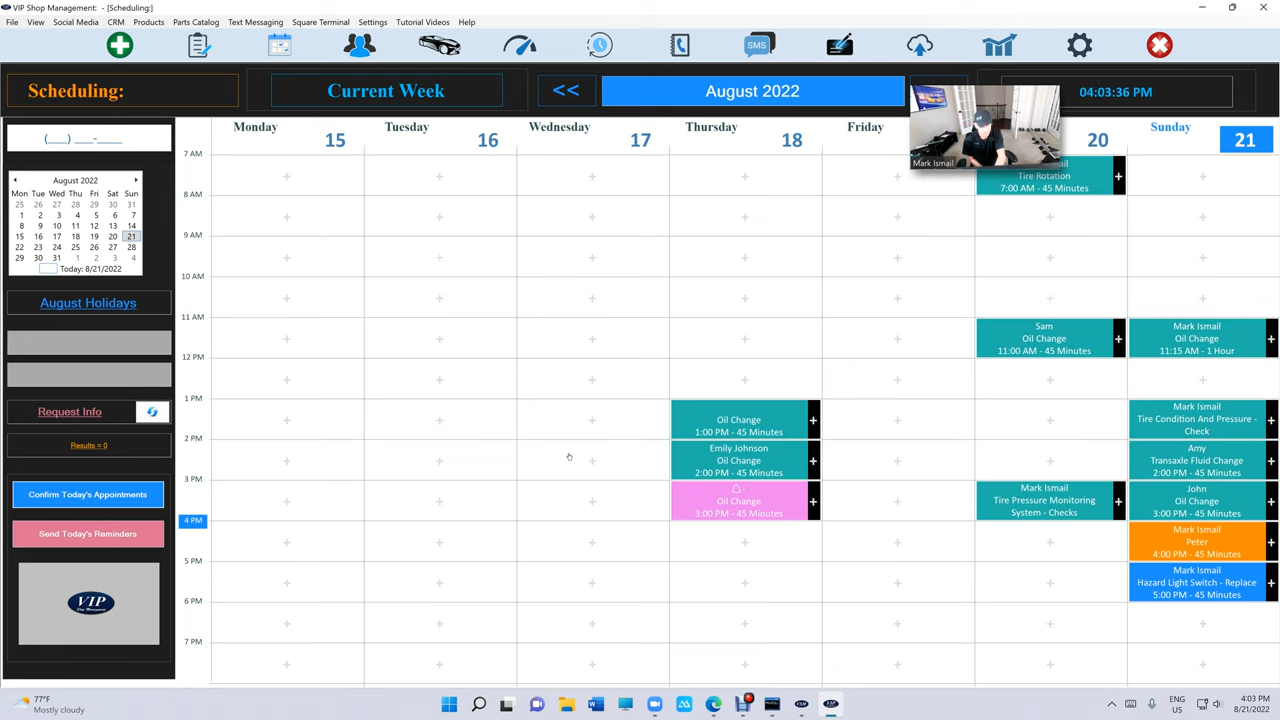 VIP Shop Management:  - [Scheduling:]
File View Social Media CRM Products Parts Catalog Text Messaging Square Terminal Settings Tutorial Videos Help
SMS
Scheduling:
Current Week
<<
August 2022
04:03:36 PM
Mark Ismail
(___) ___-____
Monday 15
Tuesday 16
Wednesday 17
Thursday 18
Friday
20
Sunday 21
August 2022
Mon Tue Wed Thu Fri Sat Sun
25 26 27 28 29 30 31
1 2 3 4 5 6 7
8 9 10 11 12 13 14
15 16 17 18 19 20 21
22 23 24 25 26 27 28
29 30 31 1 2 3 4
Today: 8/21/2022
August Holidays
Request Info
Results = 0
Confirm Today's Appointments
Send Today's Reminders
VIP
Shop Management
7 AM
8 AM
9 AM
10 AM
11 AM
12 PM
1 PM
2 PM
3 PM
4 PM
5 PM
6 PM
7 PM
Oil Change
1:00 PM - 45 Minutes
Emily Johnson
Oil Change
2:00 PM - 45 Minutes
-
Oil Change
3:00 PM - 45 Minutes
ail
Tire Rotation
7:00 AM - 45 Minutes
Sam
Oil Change
11:00 AM - 45 Minutes
Mark Ismail
Tire Pressure Monitoring
System - Checks
Mark Ismail
Oil Change
11:15 AM - 1 Hour
Mark Ismail
Tire Condition And Pressure -
Check
Amy
Transaxle Fluid Change
2:00 PM - 45 Minutes
John
Oil Change
3:00 PM - 45 Minutes
Mark Ismail
Peter
4:00 PM - 45 Minutes
Mark Ismail
Hazard Light Switch - Replace
5:00 PM - 45 Minutes
77°F
Mostly cloudy
VSM
VIP
ENG
US
4:03 PM
8/21/2022